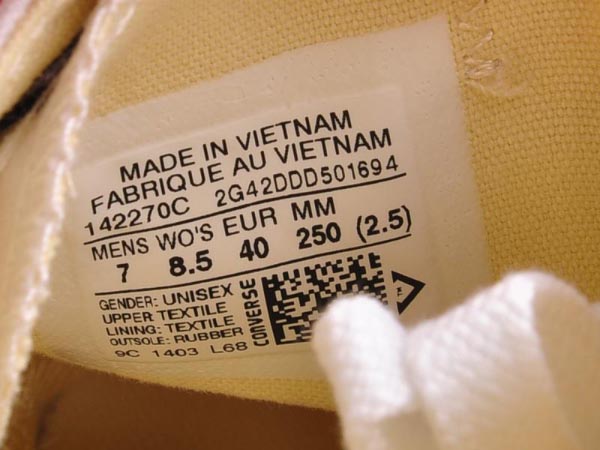 MADE IN VIETNAM
FABRIQUE AU VIETNAM
142270C 2G42DDD501694
MENS WO'S EUR MM
7 8.5 40 250 (2.5)
GENDER: UNISEX
UPPER: TEXTILE
LINING: TEXTILE
OUTSOLE: RUBBER
9C 1403 L68
CONVERSE